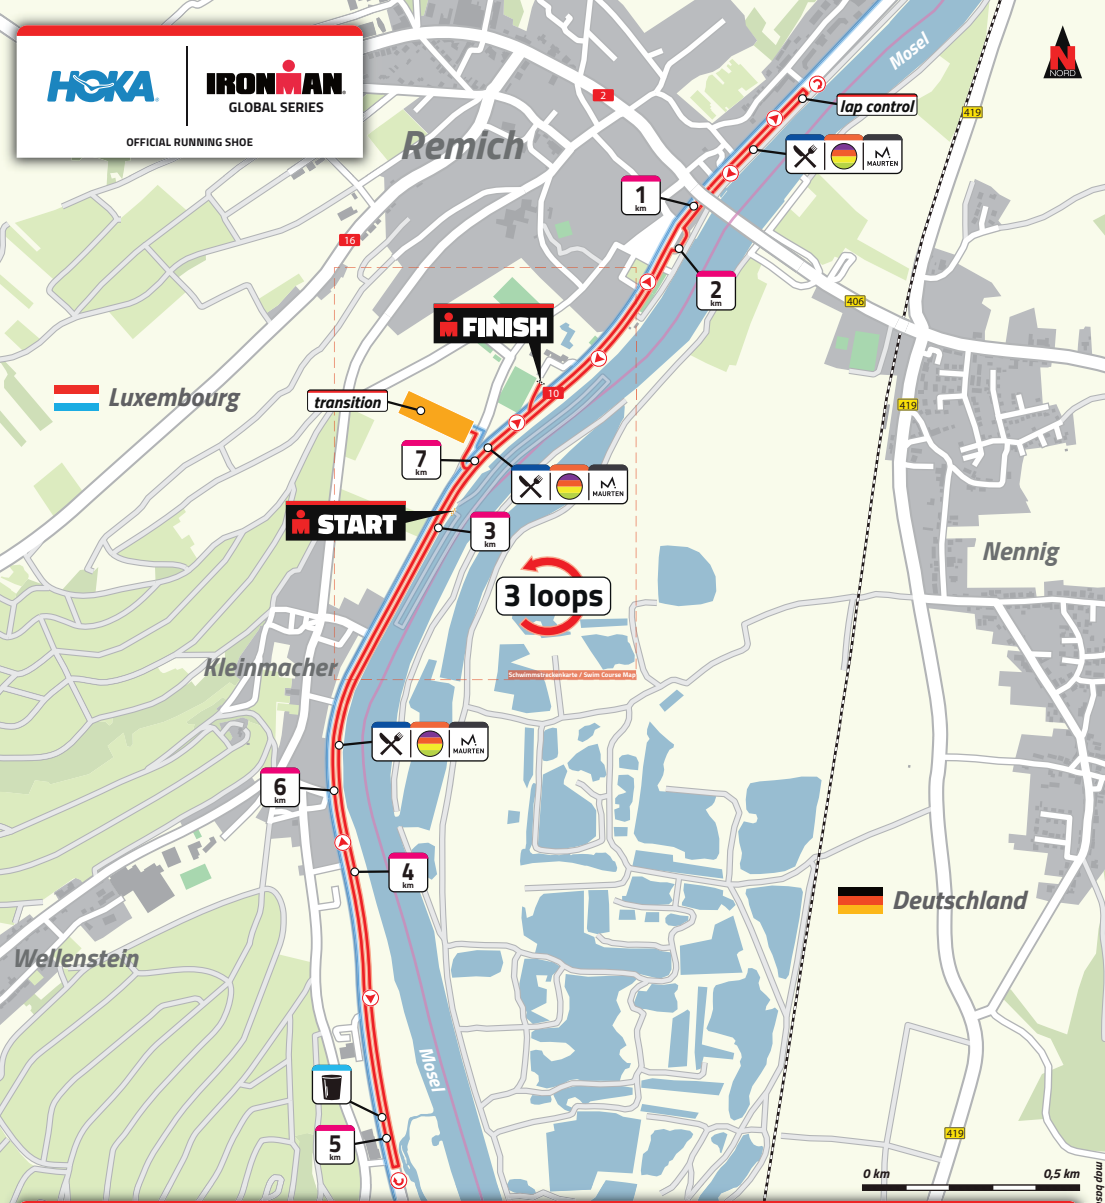 HOKA
IRONMAN
GLOBAL SERIES
OFFICIAL RUNNING SHOE
Mosel
NORD
2
lap control
419
Remich
MAURTEN
1
km
16
2
km
406
FINISH
Luxembourg
transition
10
419
7
km
MAURTEN
START
3
km
Nennig
3 loops
Kleinmacher
Schwimmstreckenkarte / Swim Course Map
MAURTEN
6
km
4
km
Deutschland
Wellenstein
Mosel
5
km
419
0 km
0,5 km
map base